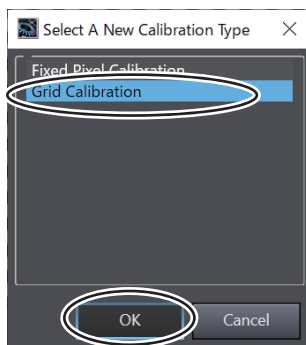 Select A New Calibration Type
Fixed Pixel Calibration
Grid Calibration
OK
Cancel